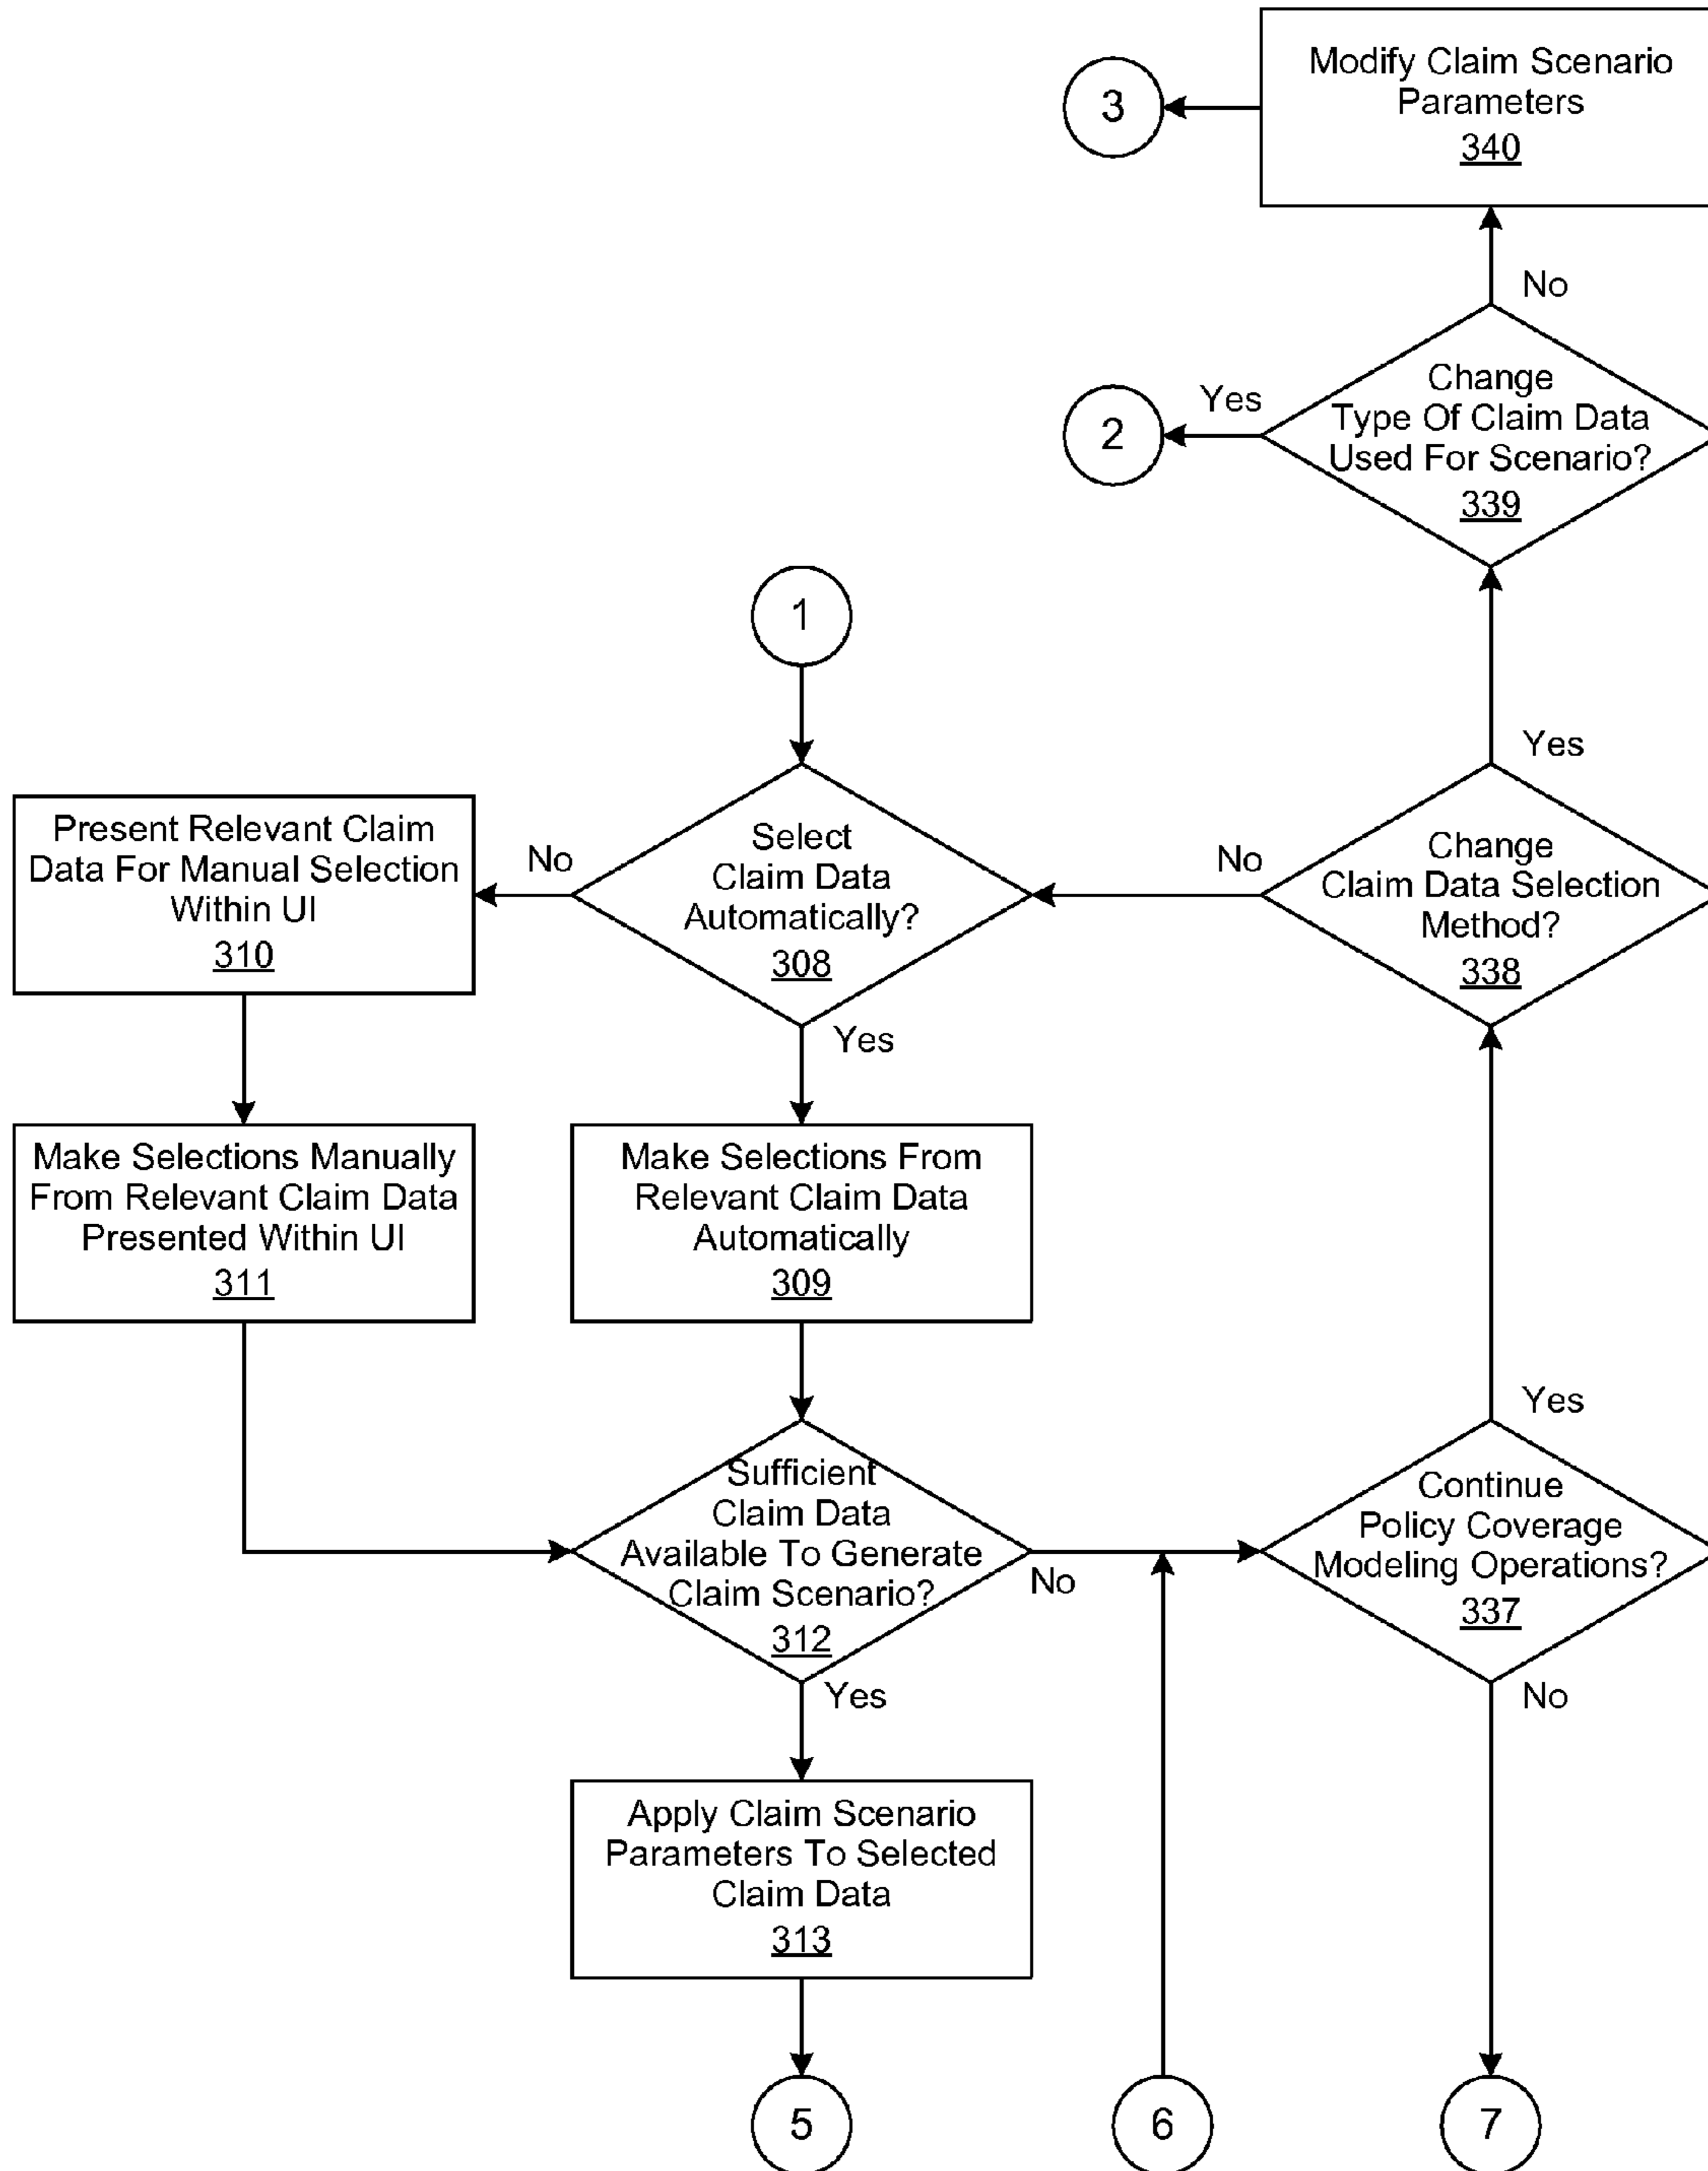 Modify Claim Scenario
Parameters
340
3
No
Change
Type Of Claim Data
Used For Scenario?
339
Yes
2
1
Yes
Present Relevant Claim
Data For Manual Selection
Within UI
310
No
Select
Claim Data
Automatically?
308
No
Change
Claim Data Selection
Method?
338
Yes
Make Selections Manually
From Relevant Claim Data
Presented Within UI
311
Make Selections From
Relevant Claim Data
Automatically
309
Yes
Sufficient
Claim Data
Available To Generate
Claim Scenario?
312
No
Continue
Policy Coverage
Modeling Operations?
337
Yes
No
Apply Claim Scenario
Parameters To Selected
Claim Data
313
5
6
7